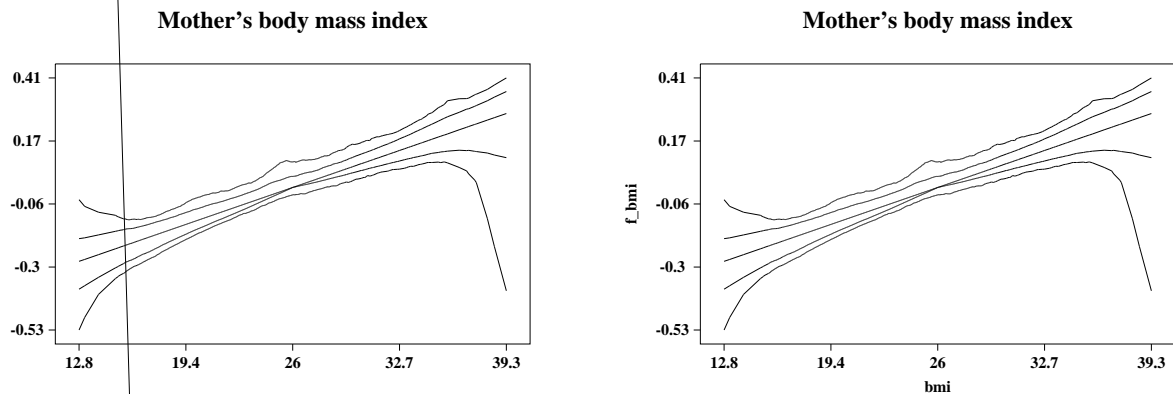 Mother's body mass index
0.41
0.17
-0.06
-0.3
-0.53
12.8 19.4 26 32.7 39.3
Mother's body mass index
f_bmi
0.41
0.17
-0.06
-0.3
-0.53
12.8 19.4 26 32.7 39.3
bmi